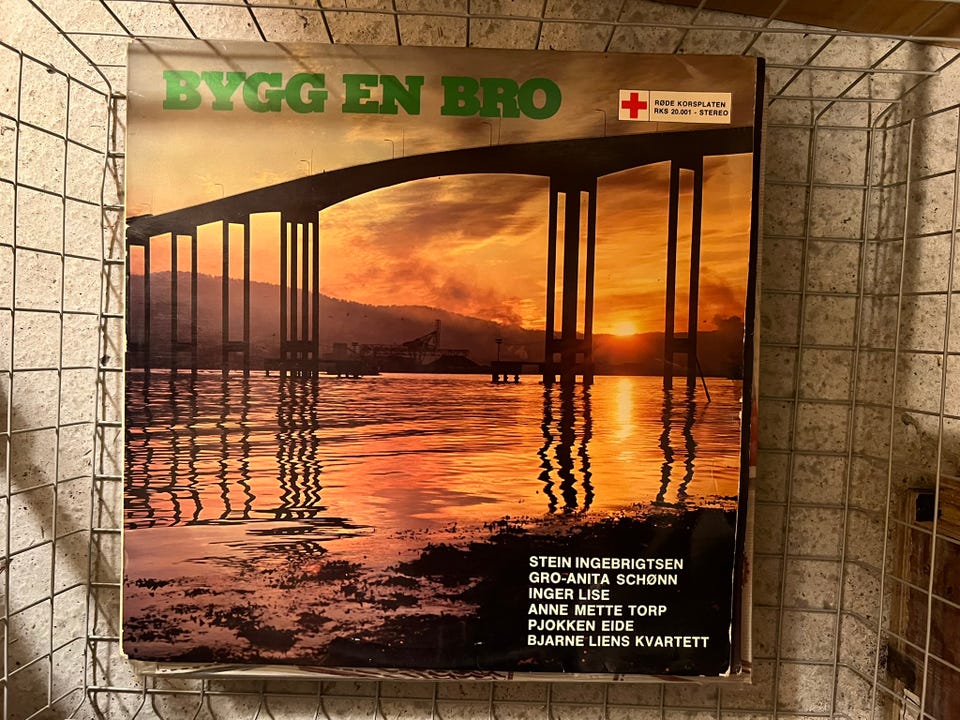 BYGG EN BRO
RØDE KORSPLATEN
RKS 20.001 - STEREO
STEIN INGEBRIGTSEN
GRO-ANITA SCHØNN
INGER LISE
ANNE METTE TORP
PJOKKEN EIDE
BJARNE LIENS KVARTETT